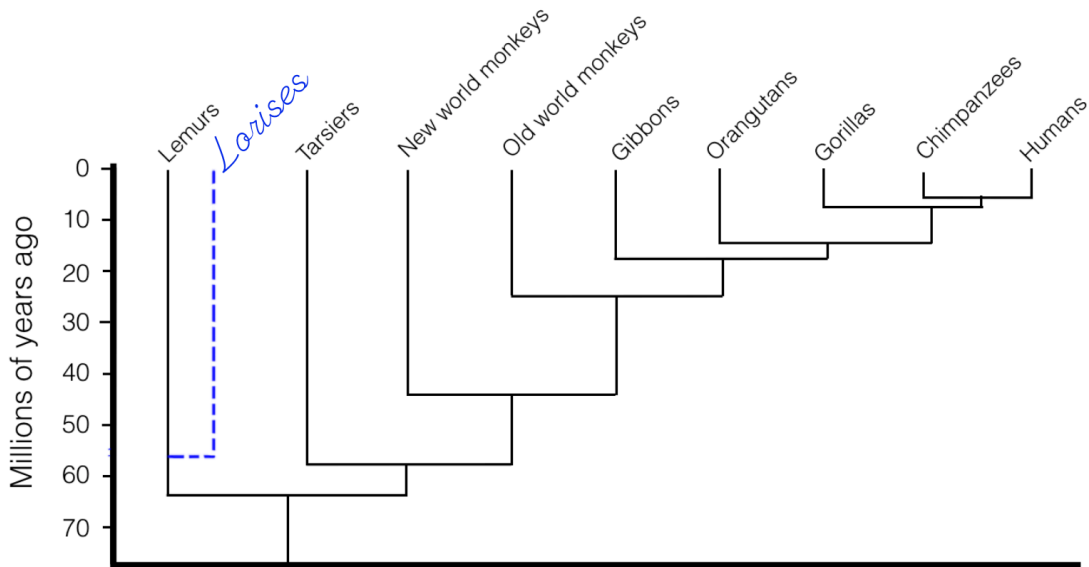 Lemurs
Lorises
Tarsiers
New world monkeys
Old world monkeys
Gibbons
Orangutans
Gorillas
Chimpanzees
Humans
Millions of years ago
0
10
20
30
40
50
60
70